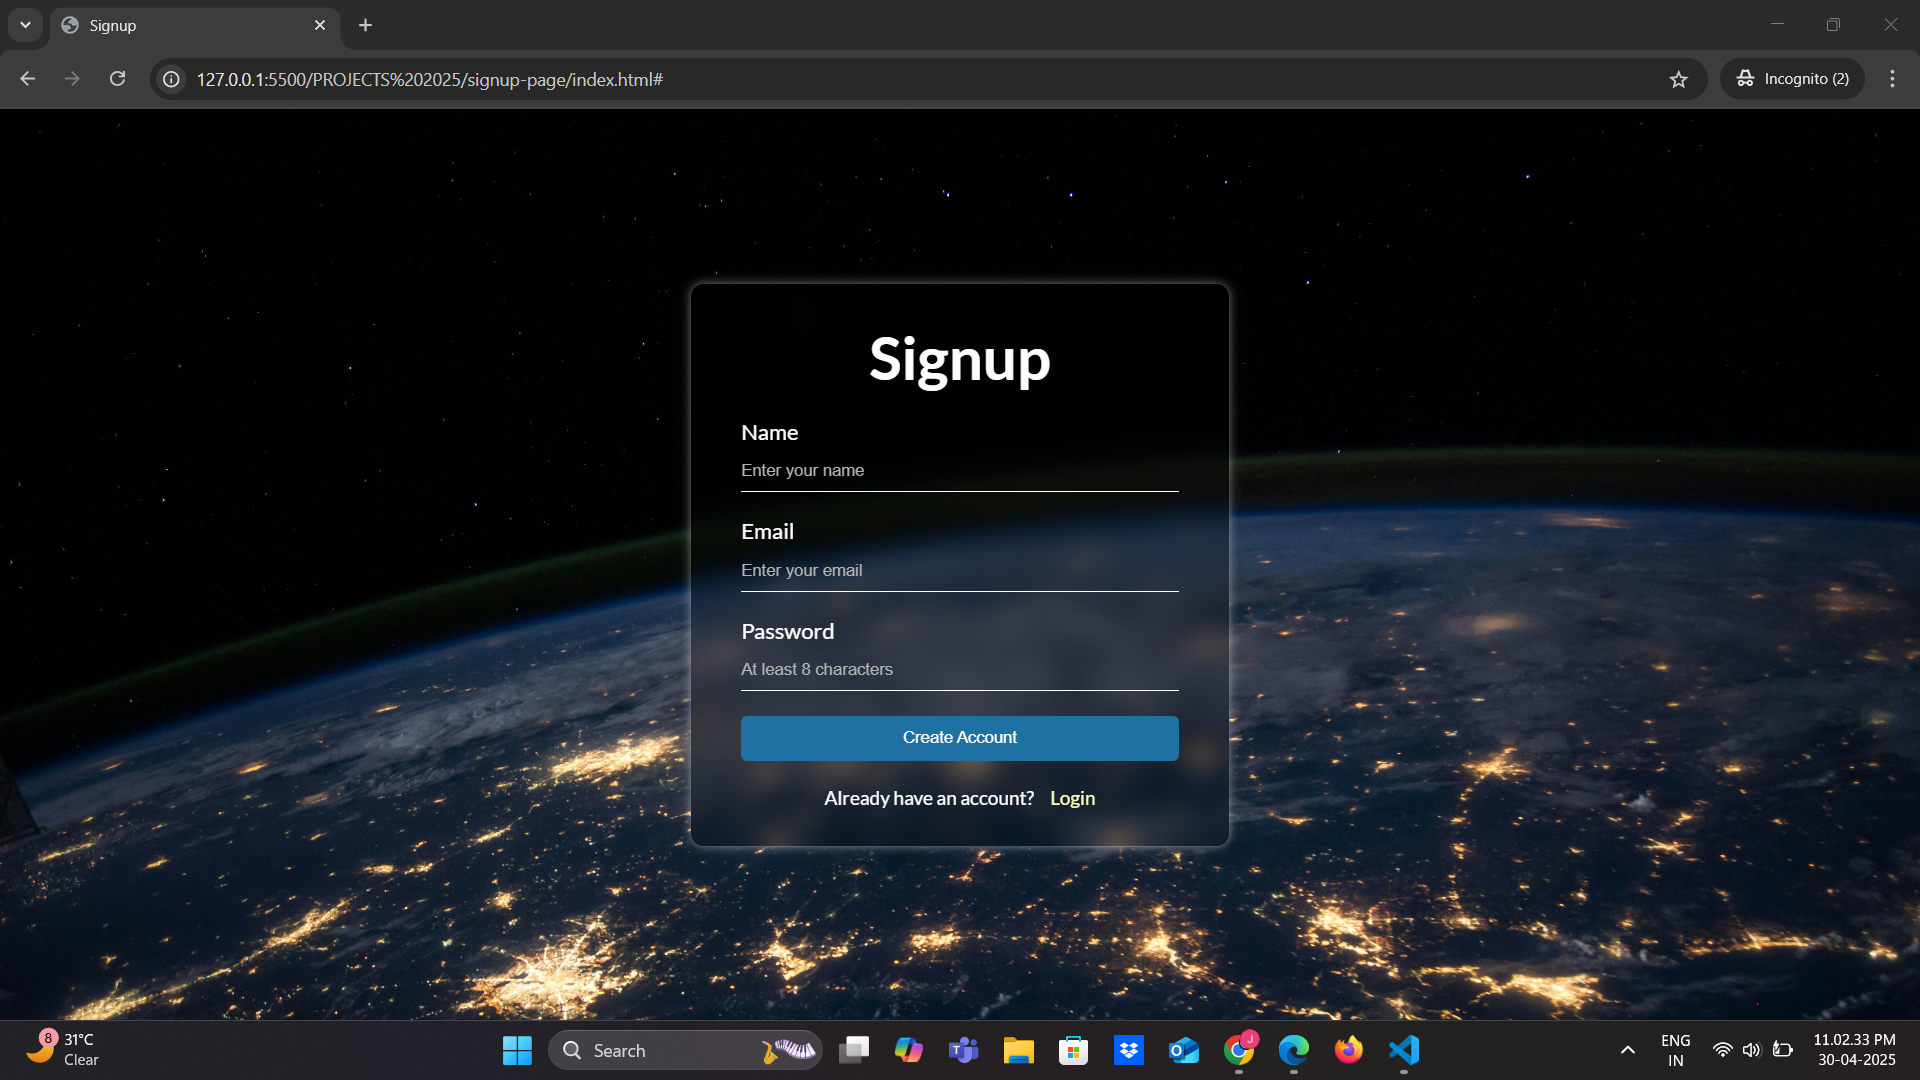 Signup
127.0.0.1:5500/PROJECTS%202025/signup-page/index.html#
Incognito (2)
Signup
Name
Enter your name
Email
Enter your email
Password
At least 8 characters
Create Account
Already have an account? Login
8
31°C
Clear
Search
T
O
J
ENG
IN
11.02.33 PM
30-04-2025